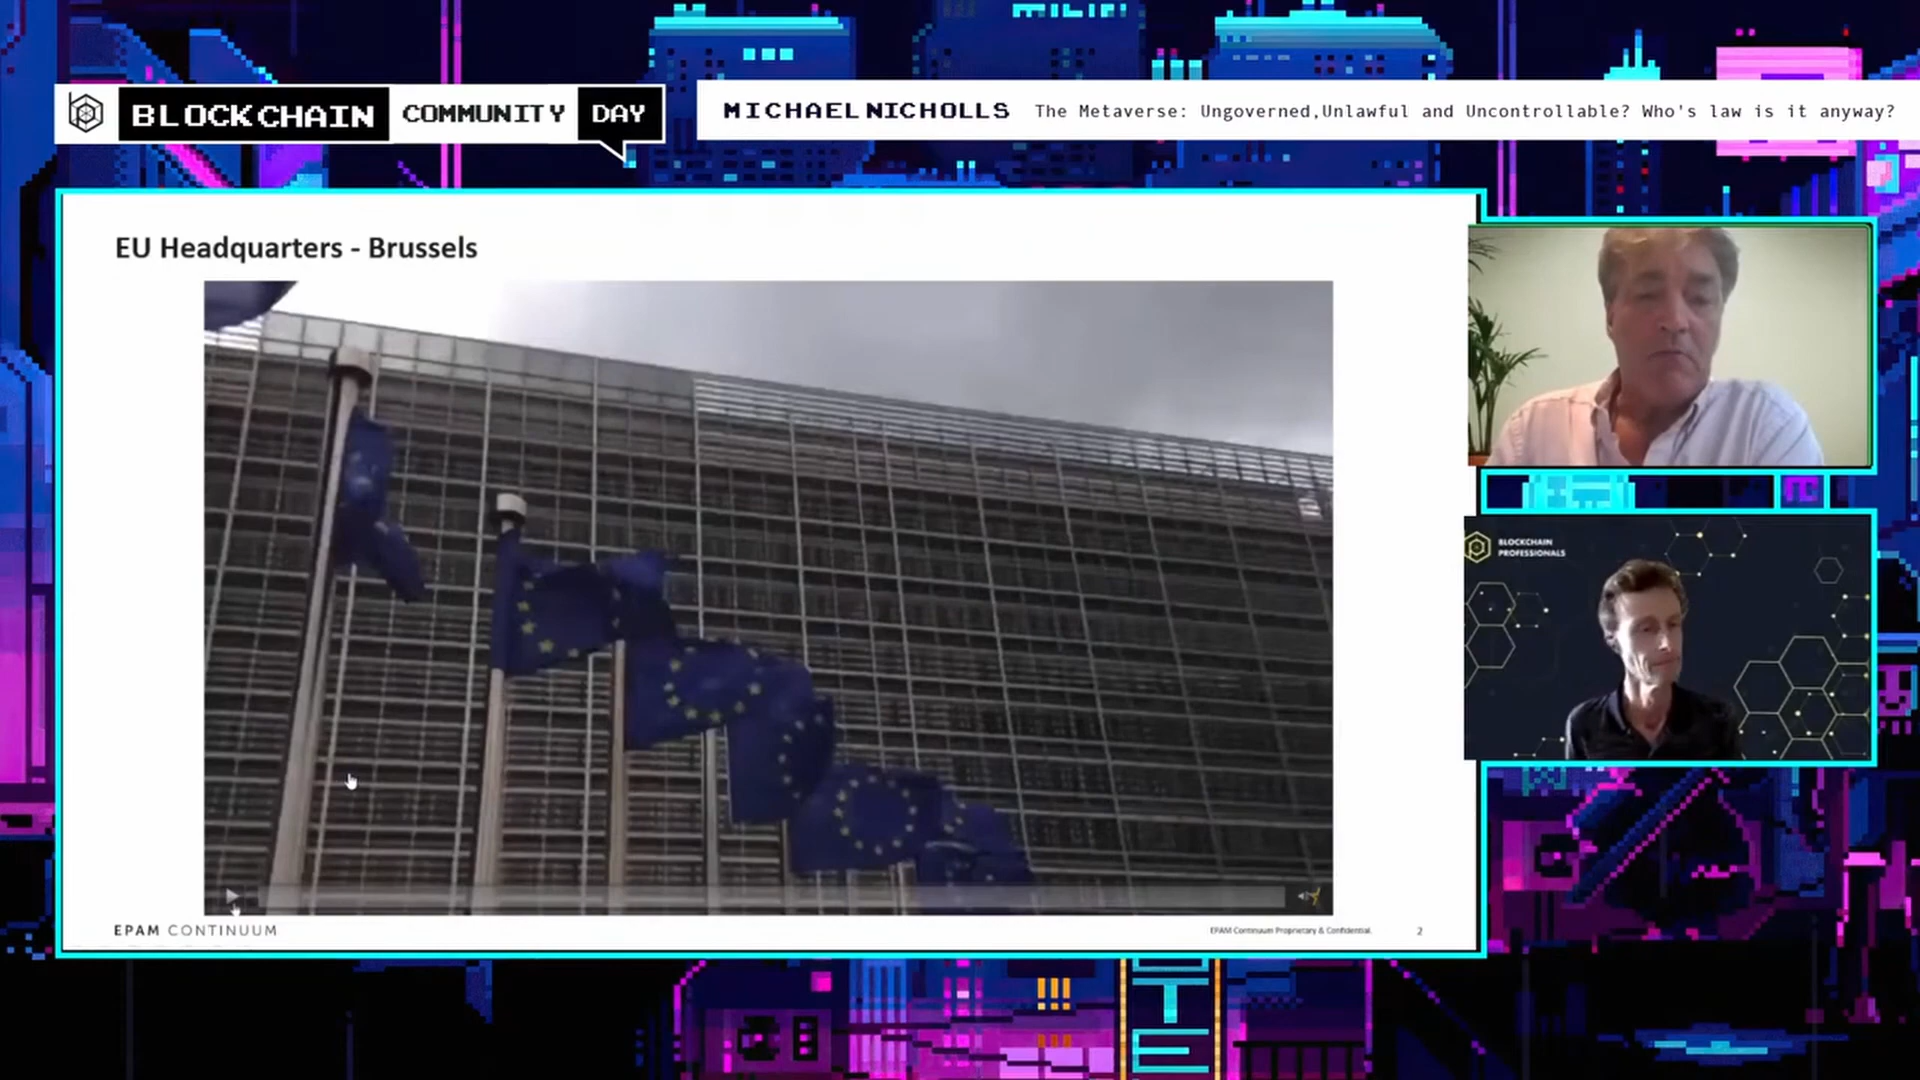 BLOCKCHAIN COMMUNITY DAY
MICHAEL NICHOLLS The Metaverse: Ungoverned,Unlawful and Uncontrollable? Who's law is it anyway?
EU Headquarters - Brussels
BLOCKCHAIN
PROFESSIONALS
EPAM CONTINUUM
EPAM Continuum Proprietary & Confidential.
2
T
E